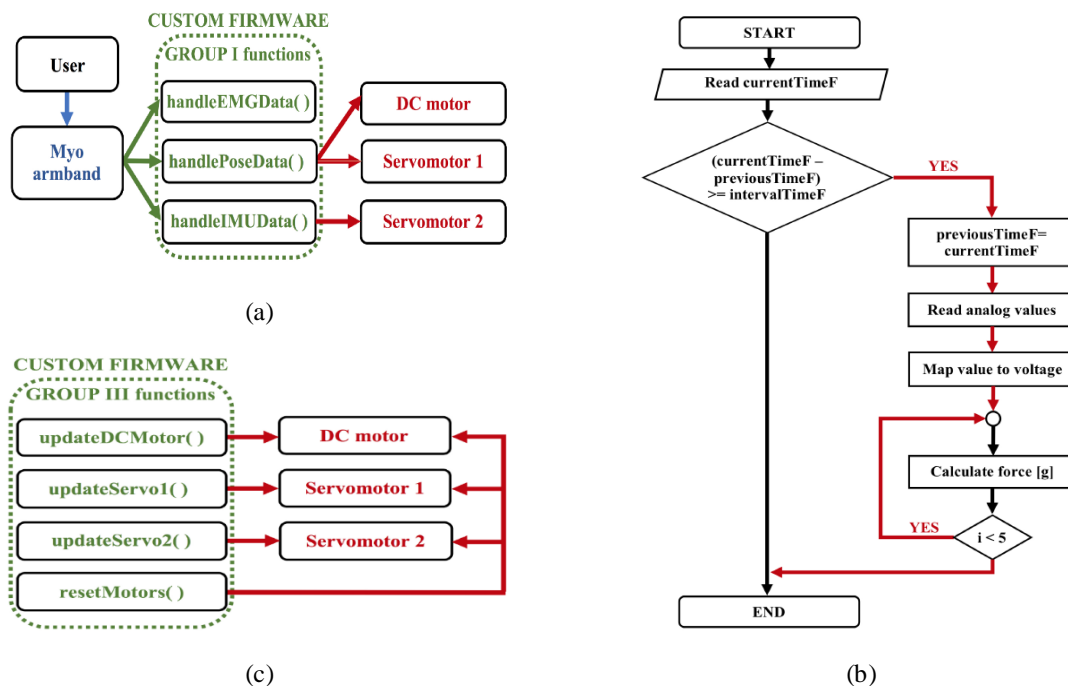 CUSTOM FIRMWARE
GROUP I functions
User
Myo
armband
handleEMGData( )
handlePoseData( )
handleIMUData( )
DC motor
Servomotor 1
Servomotor 2
(a)
CUSTOM FIRMWARE
GROUP III functions
updateDCMotor( )
updateServo1( )
updateServo2( )
resetMotors( )
DC motor
Servomotor 1
Servomotor 2
(c)
START
Read currentTimeF
(currentTimeF –
previousTimeF)
>= intervalTimeF
YES
previousTimeF=
currentTimeF
Read analog values
Map value to voltage
Calculate force [g]
YES
i < 5
END
(b)